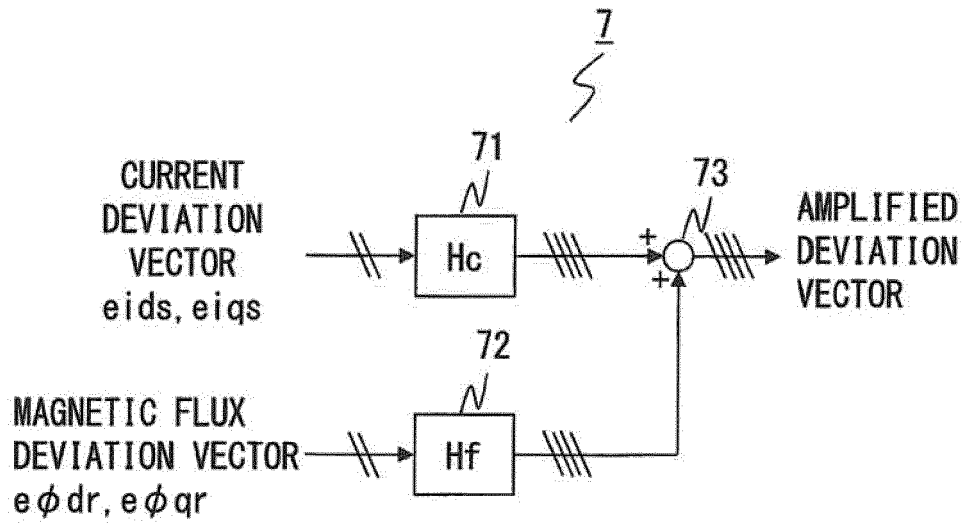 7
71
73
CURRENT
DEVIATION
VECTOR
eids, eiqs
Hc
+
+
AMPLIFIED
DEVIATION
VECTOR
72
MAGNETIC FLUX
DEVIATION VECTOR
eφdr, eφqr
Hf